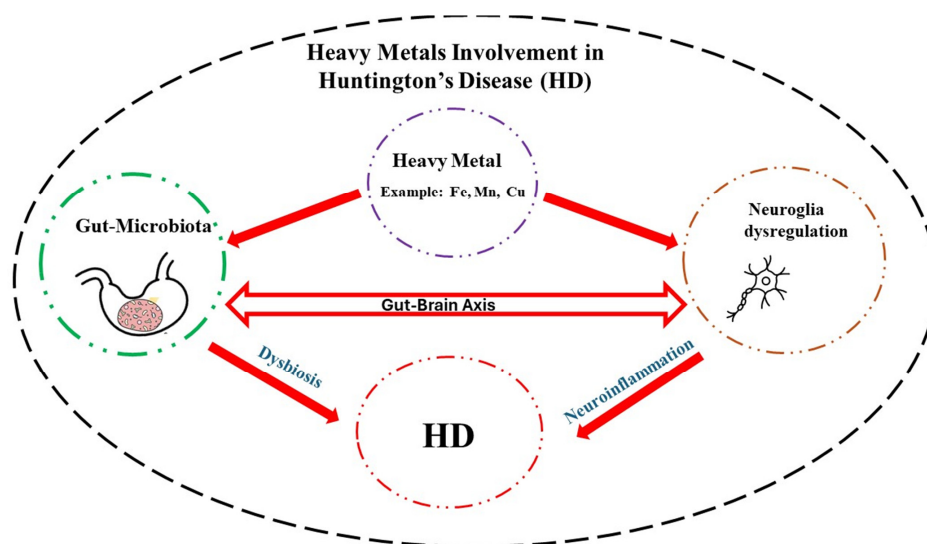 Heavy Metals Involvement in
Huntington's Disease (HD)
Heavy Metal
Example: Fe, Mn, Cu
Gut-Microbiota
Neuroglia
dysregulation
Gut-Brain Axis
Dysbiosis
Neuroinflammation
HD